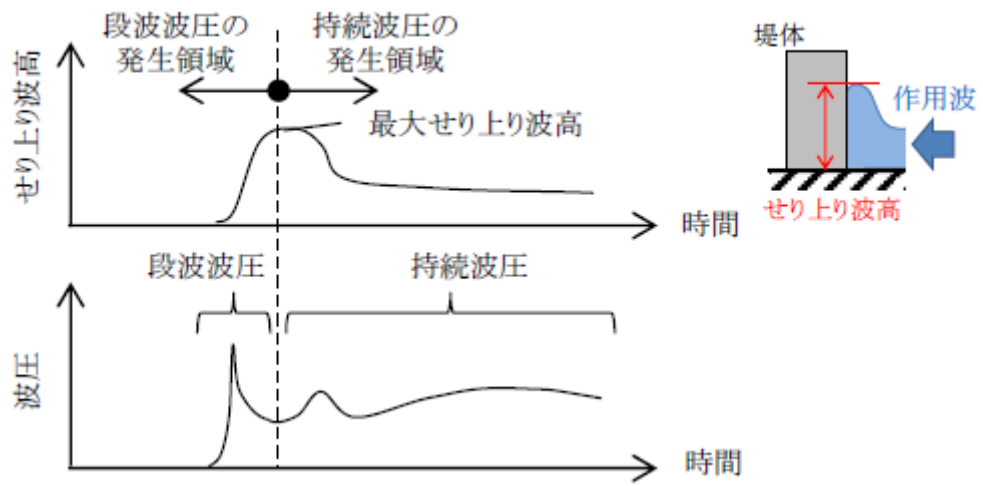 段波波圧の
発生領域
持続波圧の
発生領域
せり上り波高
最大せり上り波高
時間
堤体
作用波
せり上り波高
段波波圧
持続波圧
波圧
時間